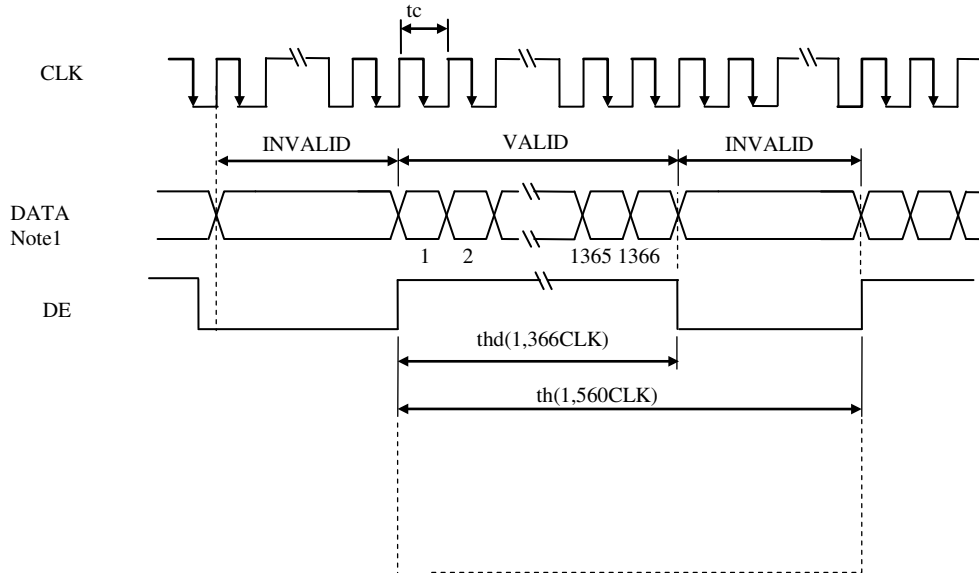 tc
CLK
INVALID VALID INVALID
DATA
Note1
1 2 1365 1366
DE
thd(1,366CLK)
th(1,560CLK)